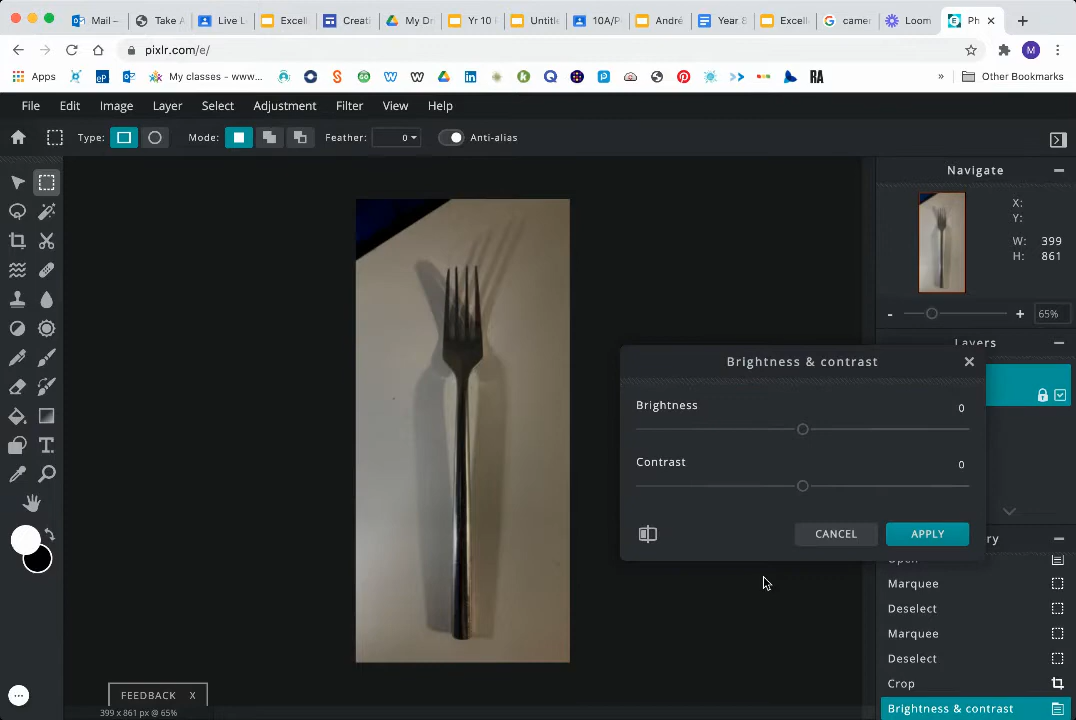 Mail — Take A Live L Excell Creati My Dr Yr 10 I Untitle 10A/P André Year 8 Excell camer Loom Ph
pixlr.com/e/
M
Apps eP My classes - www... Other Bookmarks
File Edit Image Layer Select Adjustment Filter View Help
Type: Mode: Feather: 0 Anti-alias
Navigate
X:
Y:
W: 399
H: 861
- + 65%
Layers
Brightness & contrast
Brightness 0
Contrast 0
CANCEL APPLY
ry
Open
Marquee
Deselect
Marquee
Deselect
Crop
Brightness & contrast
FEEDBACK X
399 x 861 px @ 65%